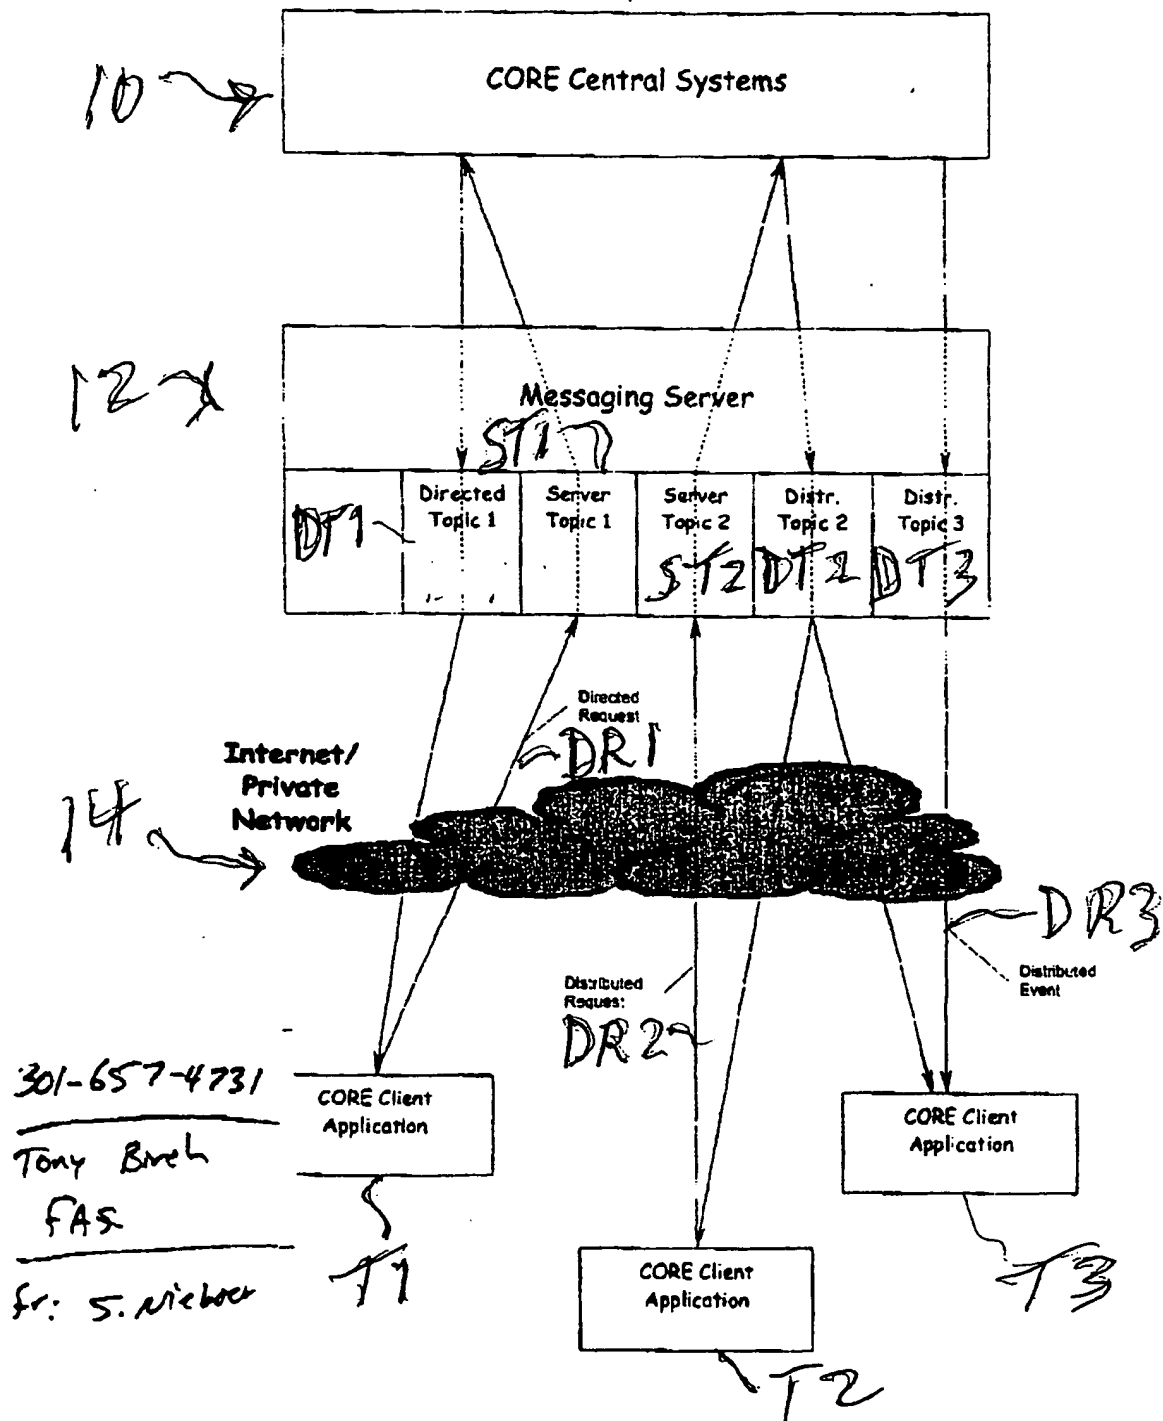 CORE Central Systems
10
12
Messaging Server
ST1
Directed
Topic 1
Server
Topic 1
Server
Topic 2
Distr.
Topic 2
Distr.
Topic 3
DT1
ST2
DT2
DT3
Directed
Request
DR1
Internet/
Private
Network
14
DR3
Distributed
Event
Distributed
Request
DR2
301-657-4731
Tony
fr: S.
CORE Client
Application
CORE Client
Application
T1
T3
CORE Client
Application
T2